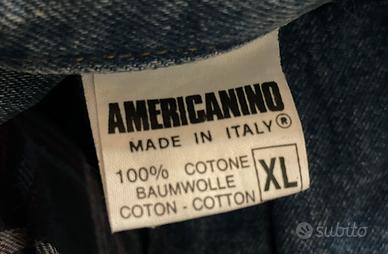 AMERICANINO
MADE IN ITALY®
100% COTONE
BAUMWOLLE
COTON - COTTON
XL
subito